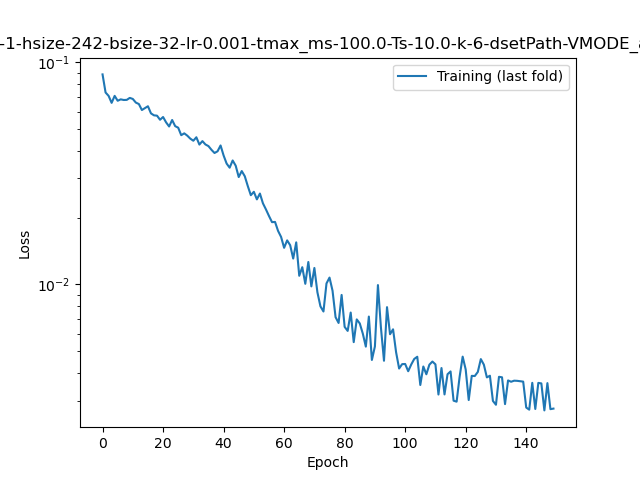 -1-hsize-242-bsize-32-lr-0.001-tmax_ms-100.0-Ts-10.0-k-6-dsetPath-VMODE_
Training (last fold)
10⁻¹
10⁻²
Loss
0 20 40 60 80 100 120 140
Epoch